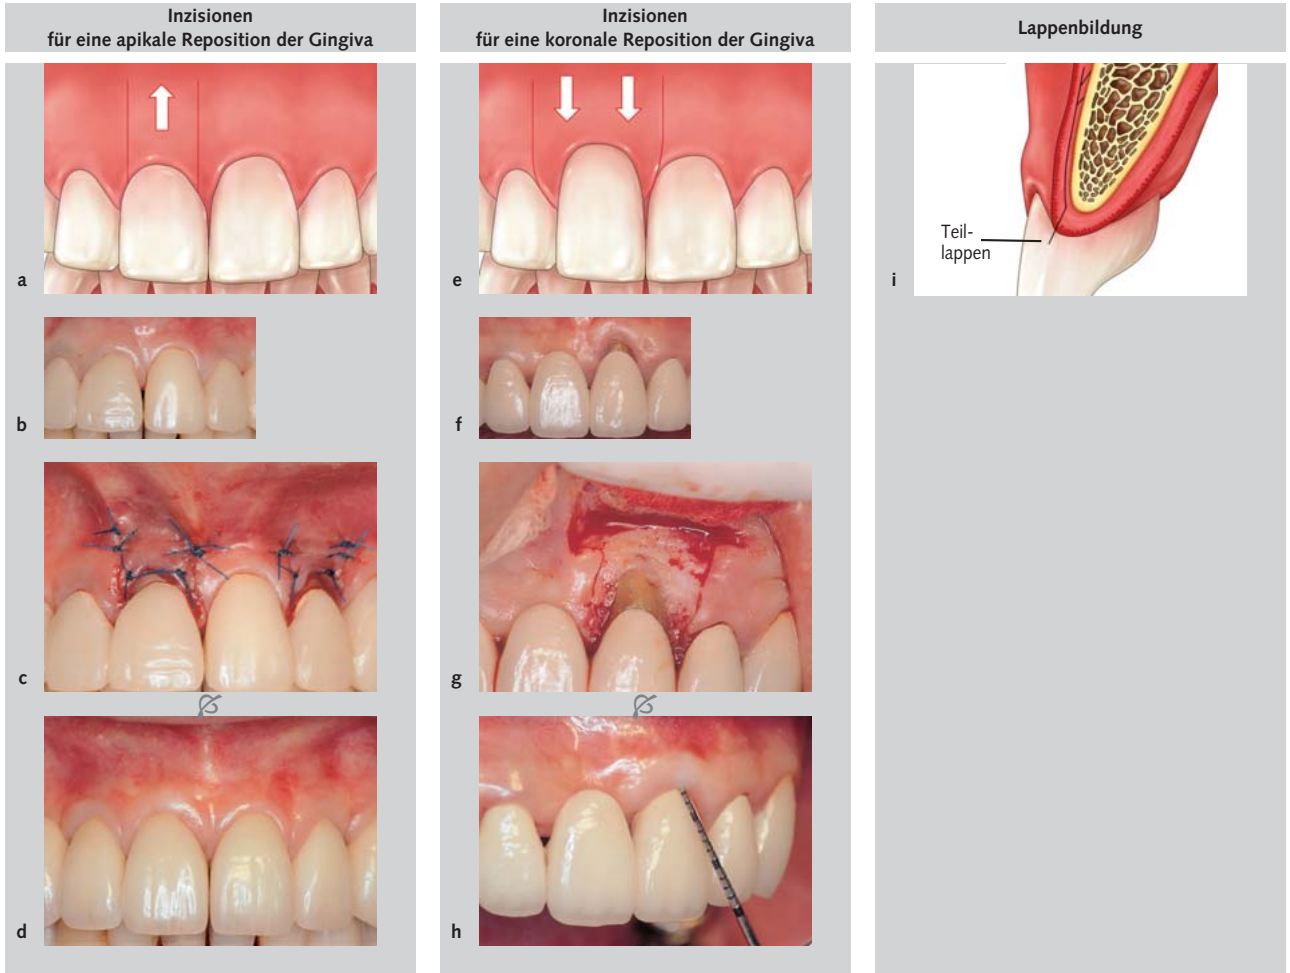 Inzisionen
für eine apikale Reposition der Gingiva
a
b
c
d
Inzisionen
für eine koronale Reposition der Gingiva
e
f
g
h
Lappenbildung
Teil-
lappen
i